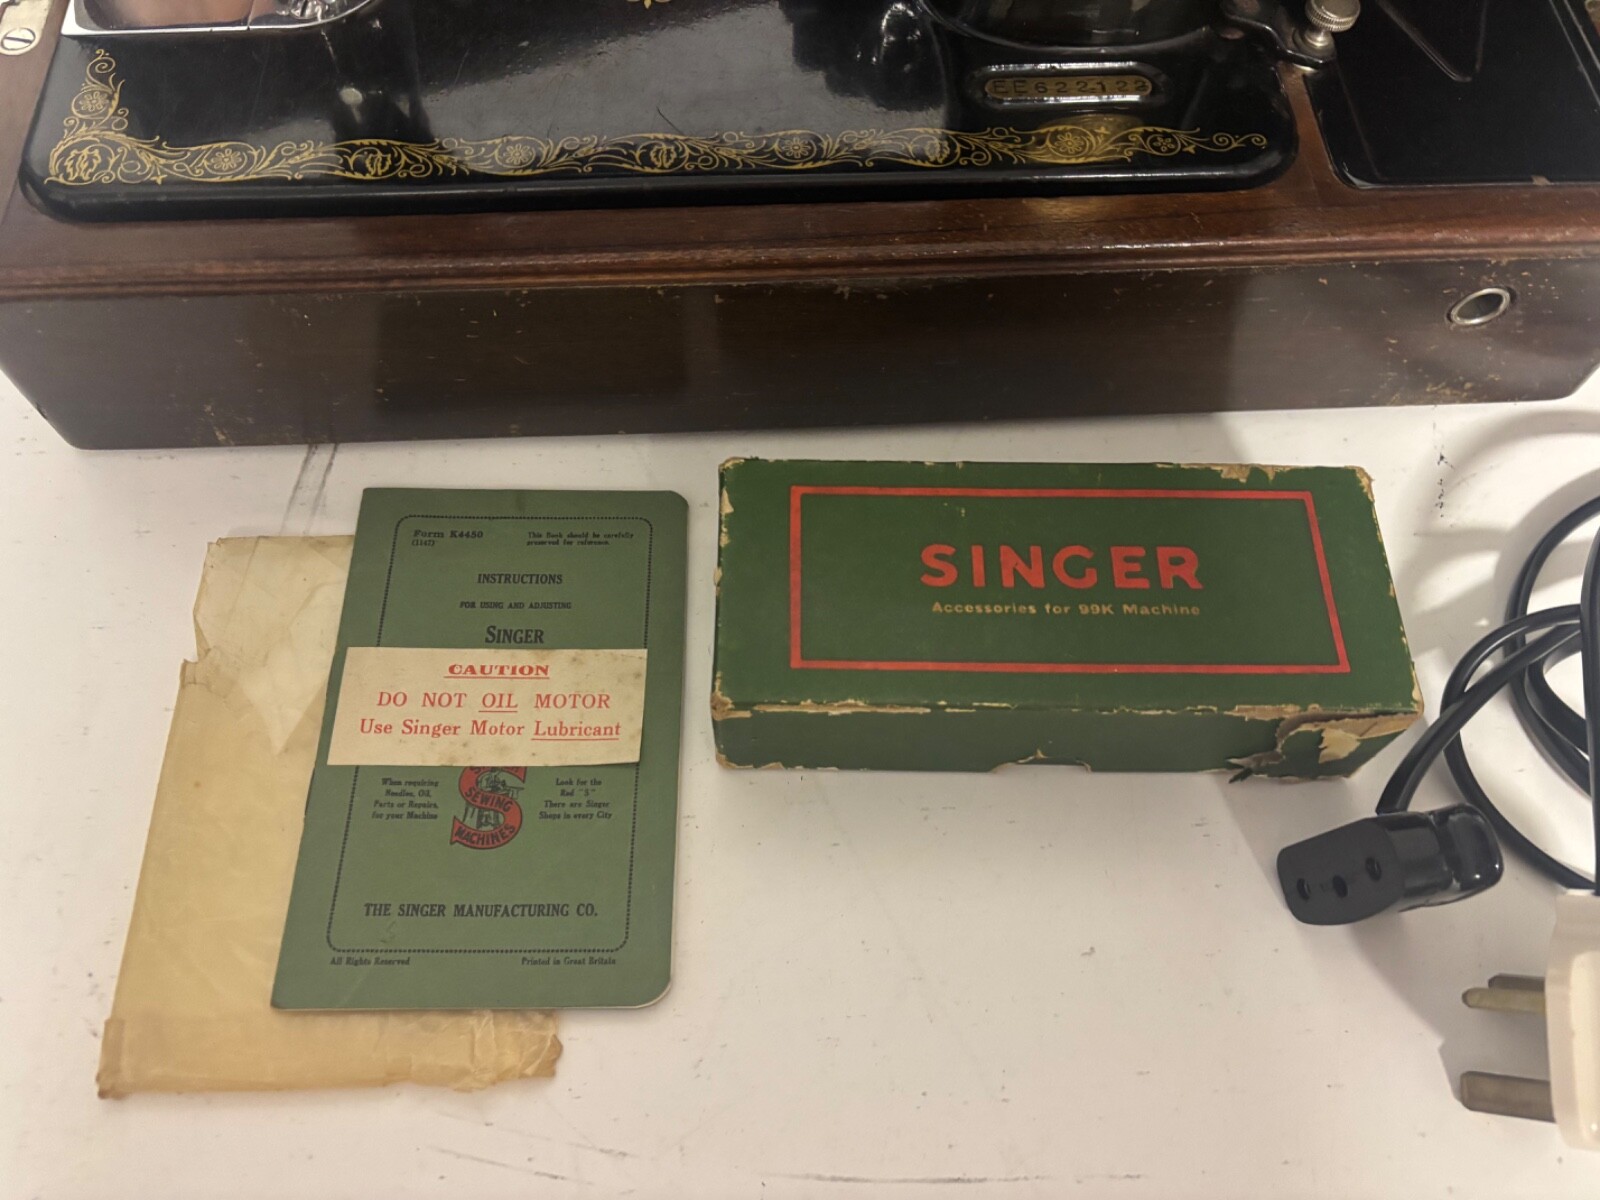 EE622122
Form K4450
(1147)
This Book should be carefully
preserved for reference.
INSTRUCTIONS
FOR USING AND ADJUSTING
SINGER
CAUTION
DO NOT OIL MOTOR
Use Singer Motor Lubricant
When requiring
Needles, Oil,
Parts or Repairs,
for your Machine
SEWING
MACHINES
Look for the
Red "S"
There are Singer
Shops in every City
THE SINGER MANUFACTURING CO.
All Rights Reserved
Printed in Great Britain
SINGER
Accessories for 99K Machine